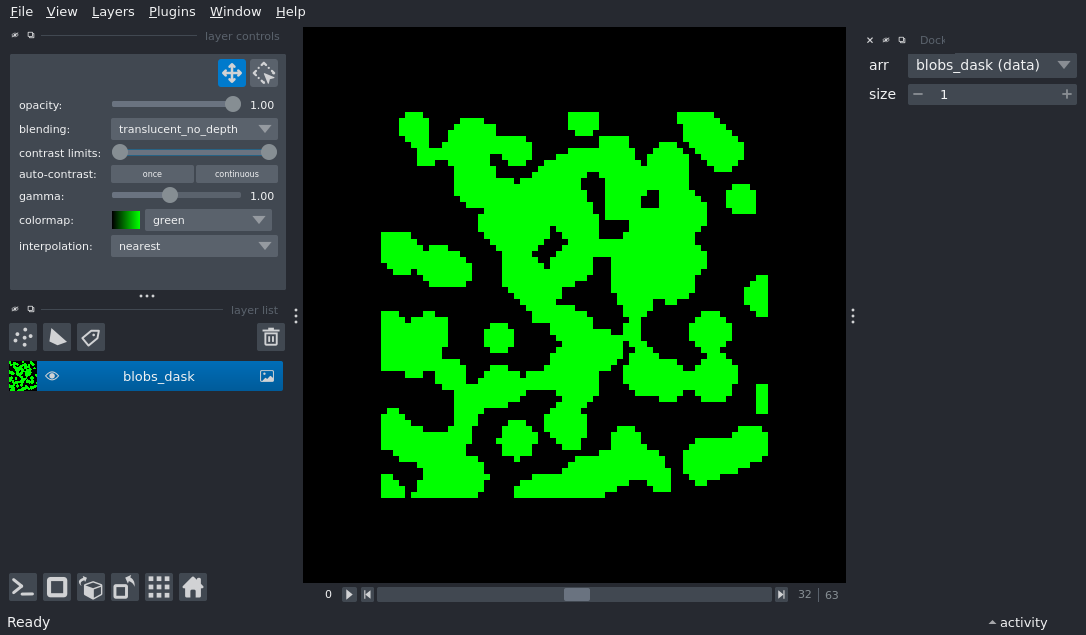 File View Layers Plugins Window Help
layer controls
opacity: 1.00
blending: translucent_no_depth
contrast limits:
auto-contrast: once continuous
gamma: 1.00
colormap: green
interpolation: nearest
layer list
blobs_dask
0 32 63
Dock
arr blobs_dask (data)
size 1
Ready
activity